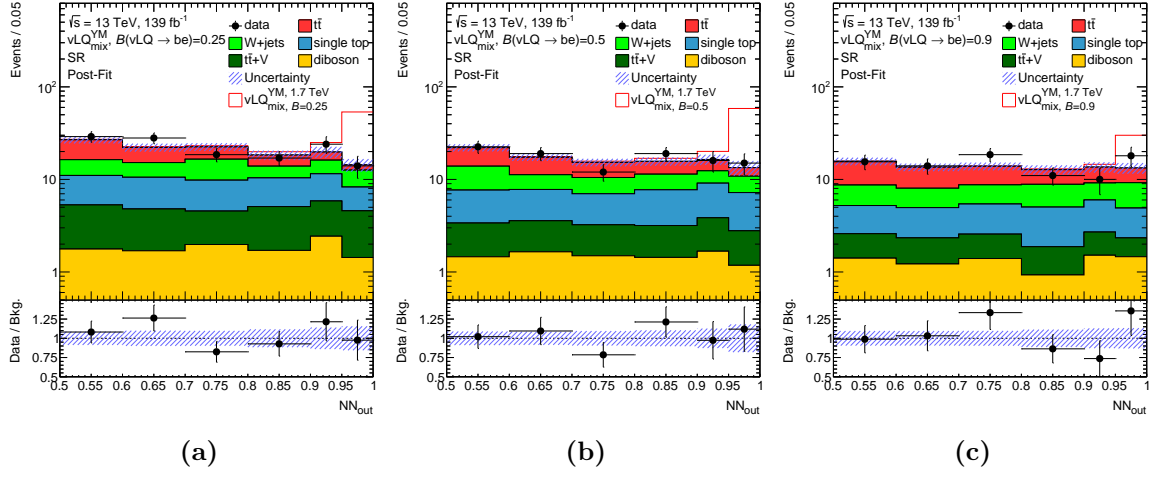 Events / 0.05
√s = 13 TeV, 139 fb⁻¹
vLQ^YM_mix, B(vLQ → be)=0.25
SR
Post-Fit
data
tt̄
W+jets
single top
tt̄+V
diboson
Uncertainty
vLQ^YM, 1.7 TeV_mix, B=0.25
10²
10
1
Data / Bkg.
1.25
1
0.75
0.5
0.5 0.55 0.6 0.65 0.7 0.75 0.8 0.85 0.9 0.95 1
NN_out
(a)
Events / 0.05
√s = 13 TeV, 139 fb⁻¹
vLQ^YM_mix, B(vLQ → be)=0.5
SR
Post-Fit
data
tt̄
W+jets
single top
tt̄+V
diboson
Uncertainty
vLQ^YM, 1.7 TeV_mix, B=0.5
10²
10
1
Data / Bkg.
1.25
1
0.75
0.5
0.5 0.55 0.6 0.65 0.7 0.75 0.8 0.85 0.9 0.95 1
NN_out
(b)
Events / 0.05
√s = 13 TeV, 139 fb⁻¹
vLQ^YM_mix, B(vLQ → be)=0.9
SR
Post-Fit
data
tt̄
W+jets
single top
tt̄+V
diboson
Uncertainty
vLQ^YM, 1.7 TeV_mix, B=0.9
10²
10
1
Data / Bkg.
1.25
1
0.75
0.5
0.5 0.55 0.6 0.65 0.7 0.75 0.8 0.85 0.9 0.95 1
NN_out
(c)